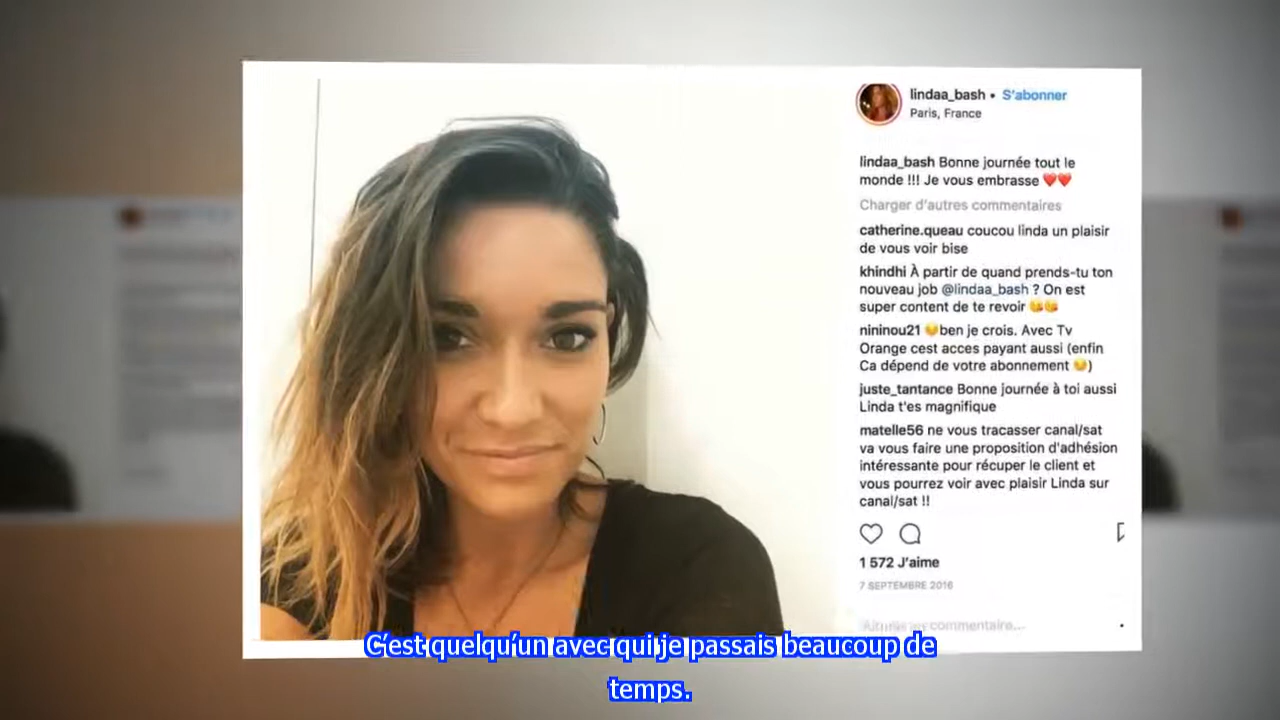 lindaa_bash • S'abonner
Paris, France
lindaa_bash Bonne journée tout le
monde !!! Je vous embrasse ❤️❤️
Charger d'autres commentaires
catherine.queau coucou linda un plaisir
de vous voir bise
khindhi À partir de quand prends-tu ton
nouveau job @lindaa_bash ? On est
super content de te revoir 😘😘
nininou21 😉ben je crois. Avec Tv
Orange cest acces payant aussi (enfin
Ca dépend de votre abonnement 😉)
juste_tantance Bonne journée à toi aussi
Linda t'es magnifique
matelle56 ne vous tracasser canal/sat
va vous faire une proposition d'adhésion
intéressante pour récuper le client et
vous pourrez voir avec plaisir Linda sur
canal/sat !!
1 572 J'aime
7 SEPTEMBRE 2016
commentaire...
C'est quelqu'un avec qui je passais beaucoup de
temps.